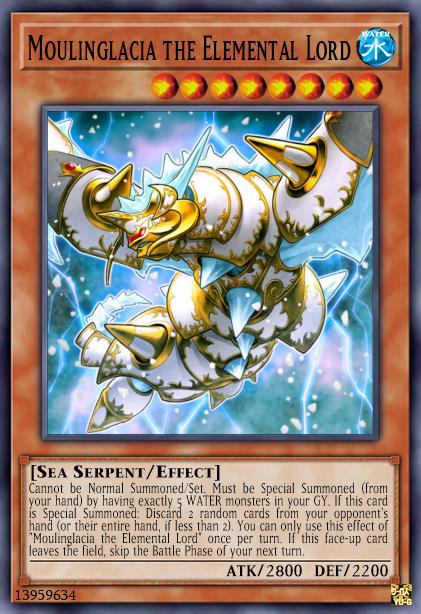 Moulinglacia the Elemental Lord
WATER
水
[Sea Serpent/Effect]
Cannot be Normal Summoned/Set. Must be Special Summoned (from
your hand) by having exactly 5 WATER monsters in your GY. If this card
is Special Summoned: Discard 2 random cards from your opponent's
hand (or their entire hand, if less than 2). You can only use this effect of
"Moulinglacia the Elemental Lord" once per turn. If this face-up card
leaves the field, skip the Battle Phase of your next turn.
ATK/2800 DEF/2200
13959634